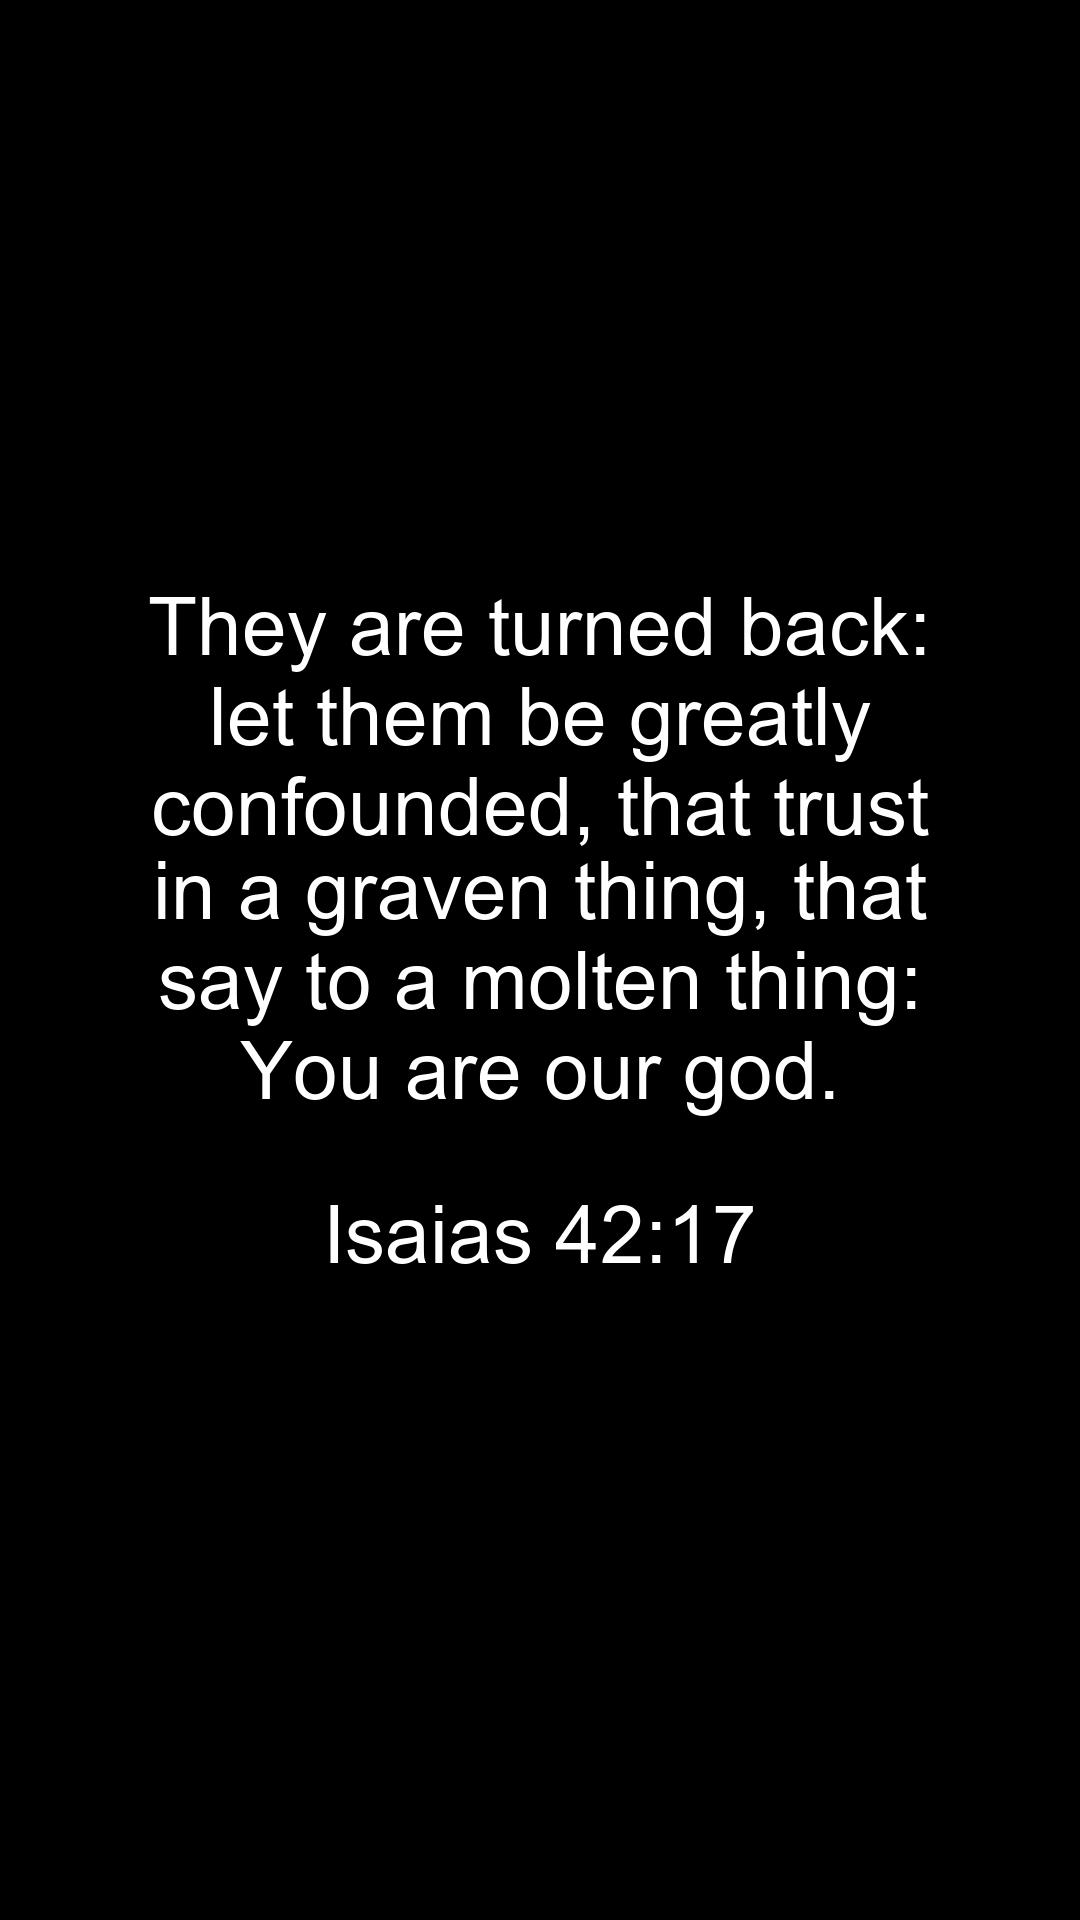 They are turned back:
let them be greatly
confounded, that trust
in a graven thing, that
say to a molten thing:
You are our god.
Isaias 42:17